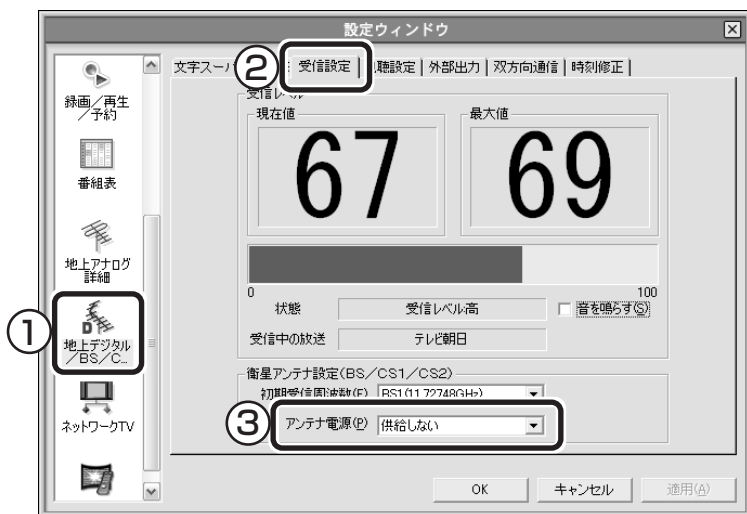 設定ウィンドウ
② 文字スーパ 受信設定 聴設定 外部出力 双方向通信 時刻修正
録画／再生
／予約
番組表
地上アナログ
詳細
① 地上デジタル
／BS／C...
ネットワークTV
受信レベル
現在値
67
最大値
69
0
100
状態
受信レベル高
音を鳴らす(S)
受信中の放送
テレビ朝日
衛星アンテナ設定(BS／CS1／CS2)
初期受信周波数(F) BS1(11.72748GHz)
③ アンテナ電源(P) 供給しない
OK
キャンセル
適用(A)